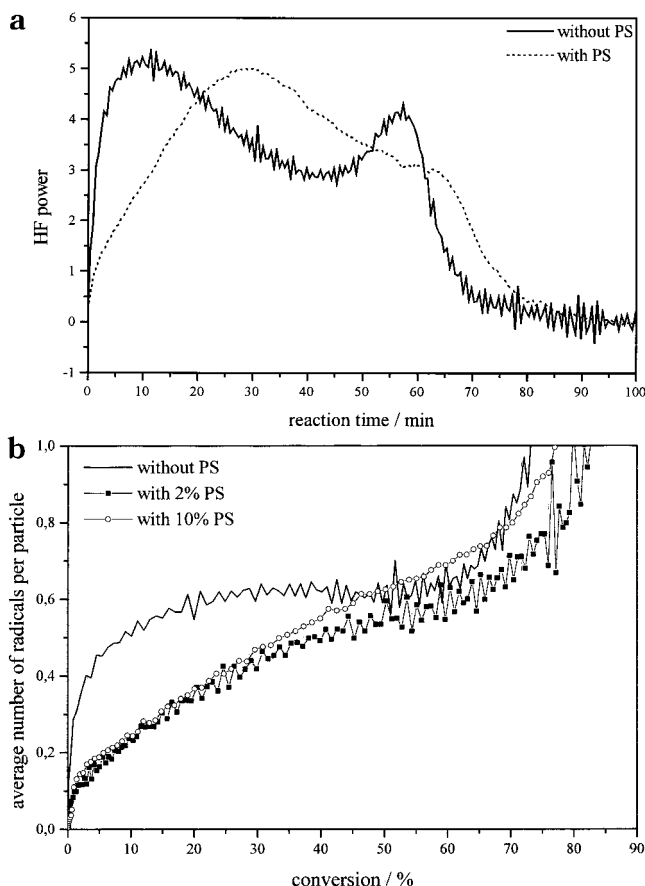 a
6
5
4
3
2
1
0
-1
HF power
without PS
with PS
0 10 20 30 40 50 60 70 80 90 100
reaction time / min
b
1,0
0,8
0,6
0,4
0,2
0,0
average number of radicals per particle
without PS
with 2% PS
with 10% PS
0 10 20 30 40 50 60 70 80 90
conversion / %